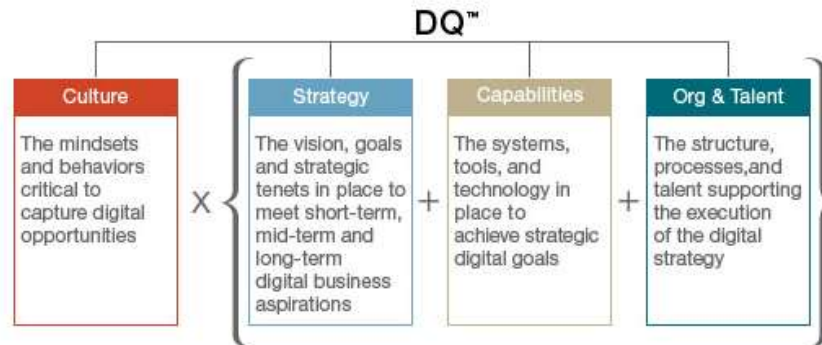 DQ™
Culture
The mindsets
and behaviors
critical to
capture digital
opportunities
X
{
Strategy
The vision, goals
and strategic
tenets in place to
meet short-term,
mid-term and
long-term
digital business
aspirations
+
Capabilities
The systems,
tools, and
technology in
place to
achieve strategic
digital goals
+
Org & Talent
The structure,
processes,and
talent supporting
the execution
of the digital
strategy
}